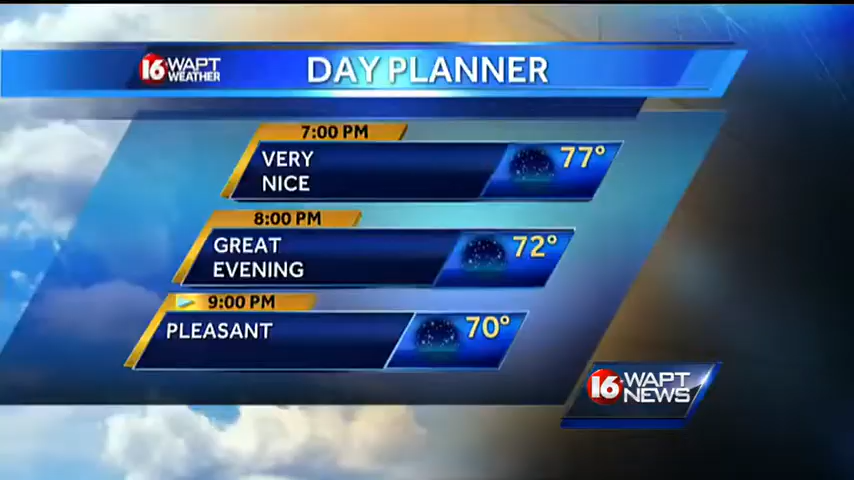 16 WAPT WEATHER
DAY PLANNER
7:00 PM
VERY
NICE
77°
8:00 PM
GREAT
EVENING
72°
9:00 PM
PLEASANT
70°
16 WAPT
NEWS